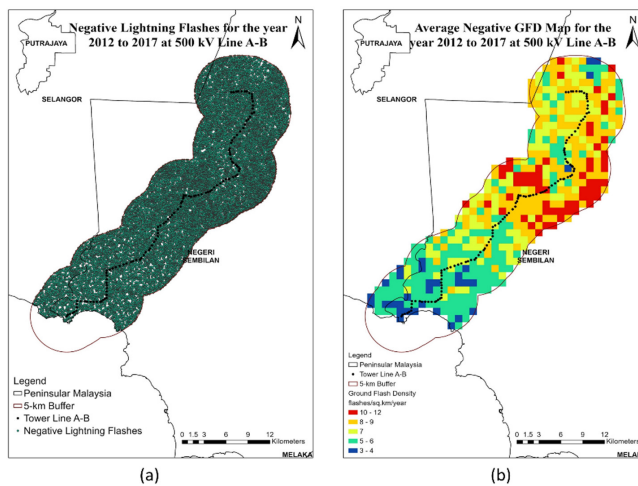 Negative Lightning Flashes for the year
2012 to 2017 at 500 kV Line A-B
PUTRAJAYA
N
SELANGOR
NEGERI
SEMBILAN
Legend
Peninsular Malaysia
5-km Buffer
Tower Line A-B
Negative Lightning Flashes
0 1.5 3 6 9 12
Kilometers
MELAKA
(a)
Average Negative GFD Map for the
year 2012 to 2017 at 500 kV Line A-B
PUTRAJAYA
N
SELANGOR
NEGERI
SEMBILAN
Legend
Peninsular Malaysia
Tower Line A-B
5-km Buffer
Ground Flash Density
flashes/sq.km/year
10 - 12
8 - 9
7
5 - 6
3 - 4
0 1.5 3 6 9 12
Kilometers
MELAKA
(b)